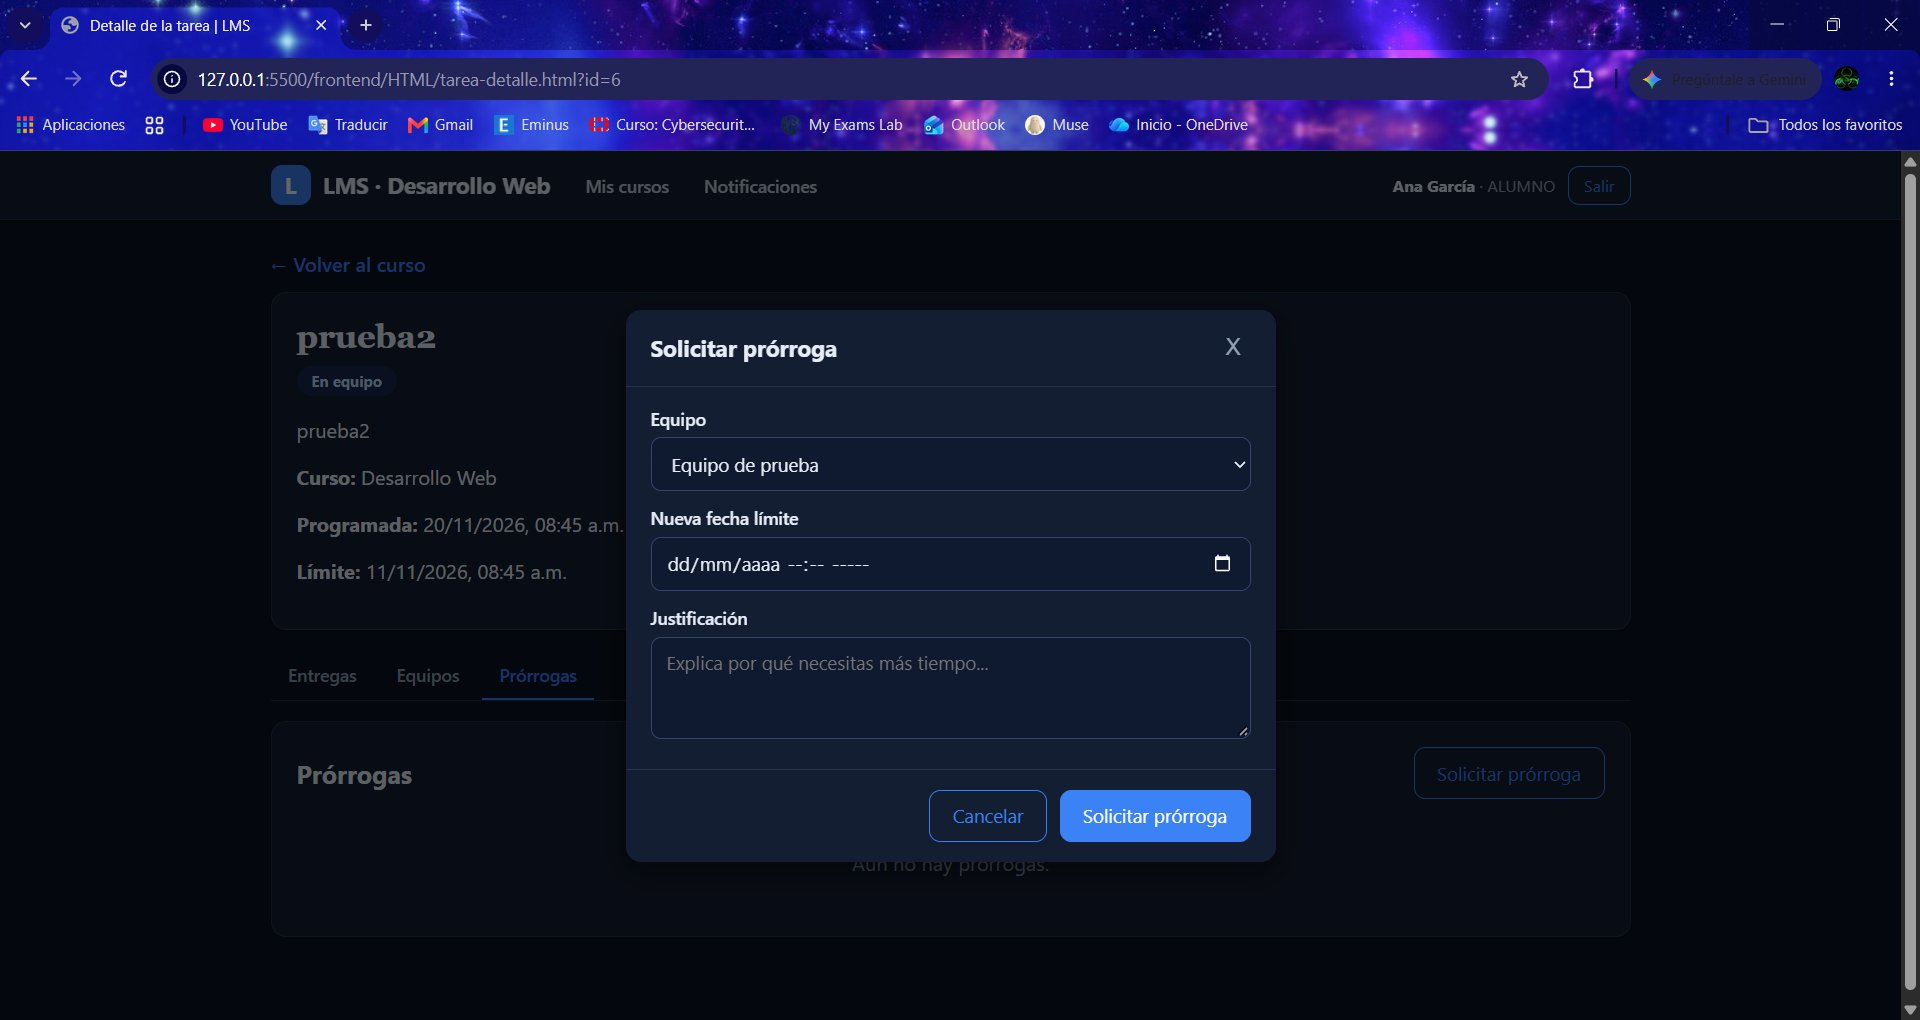 Detalle de la tarea | LMS
127.0.0.1:5500/frontend/HTML/tarea-detalle.html?id=6
Pregúntale a Gemini
Aplicaciones
YouTube
Traducir
Gmail
Eminus
Curso: Cybersecurit...
My Exams Lab
Outlook
Muse
Inicio - OneDrive
Todos los favoritos
L
LMS · Desarrollo Web
Mis cursos
Notificaciones
Ana García · ALUMNO
Salir
← Volver al curso
prueba2
En equipo
prueba2
Curso: Desarrollo Web
Programada: 20/11/2026, 08:45 a.m.
Límite: 11/11/2026, 08:45 a.m.
Entregas
Equipos
Prórrogas
Prórrogas
Solicitar prórroga
Aún no hay prórrogas.
Solicitar prórroga
X
Equipo
Equipo de prueba
Nueva fecha límite
dd/mm/aaaa --:-- -----
Justificación
Explica por qué necesitas más tiempo...
Cancelar
Solicitar prórroga